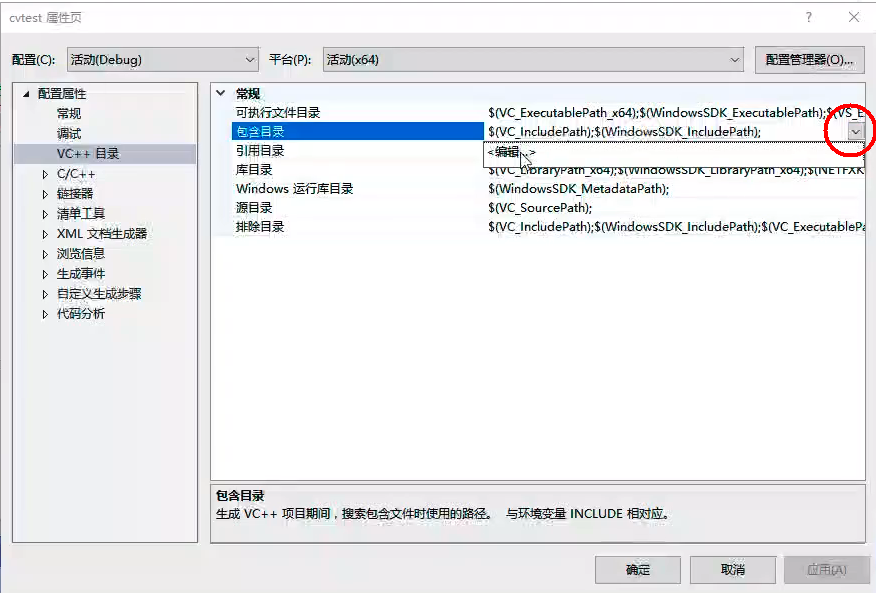 cvtest 属性页
配置(C): 活动(Debug) 平台(P): 活动(x64) 配置管理器(O)...
配置属性
常规
调试
VC++ 目录
C/C++
链接器
清单工具
XML 文档生成器
浏览信息
生成事件
自定义生成步骤
代码分析
常规
可执行文件目录 $(VC_ExecutablePath_x64);$(WindowsSDK_ExecutablePath);$(VS_E
包含目录 $(VC_IncludePath);$(WindowsSDK_IncludePath);
<编辑...>
引用目录
库目录 $(VC_LibraryPath_x64);$(WindowsSDK_LibraryPath_x64);$(NETFXK
Windows 运行库目录 $(WindowsSDK_MetadataPath);
源目录 $(VC_SourcePath);
排除目录 $(VC_IncludePath);$(WindowsSDK_IncludePath);$(VC_ExecutablePa
包含目录
生成 VC++ 项目期间，搜索包含文件时使用的路径。 与环境变量 INCLUDE 相对应。
确定 取消 应用(A)